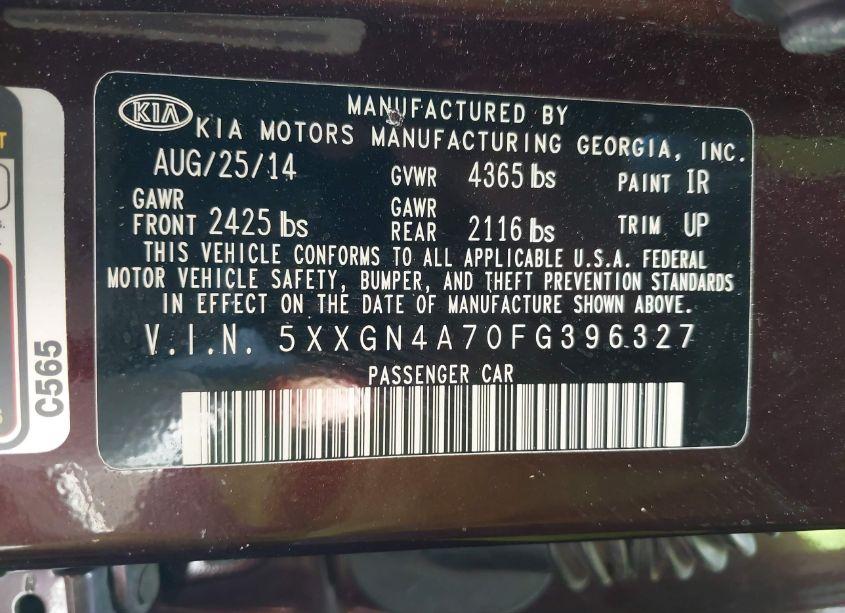 KIA
MANUFACTURED BY
KIA MOTORS MANUFACTURING GEORGIA, INC.
AUG/25/14
GVWR 4365 lbs
PAINT IR
GAWR
FRONT 2425 lbs
GAWR
REAR 2116 lbs
TRIM UP
THIS VEHICLE CONFORMS TO ALL APPLICABLE U.S.A. FEDERAL
MOTOR VEHICLE SAFETY, BUMPER, AND THEFT PREVENTION STANDARDS
IN EFFECT ON THE DATE OF MANUFACTURE SHOWN ABOVE.
V.I.N. 5XXGN4A70FG396327
PASSENGER CAR
C565